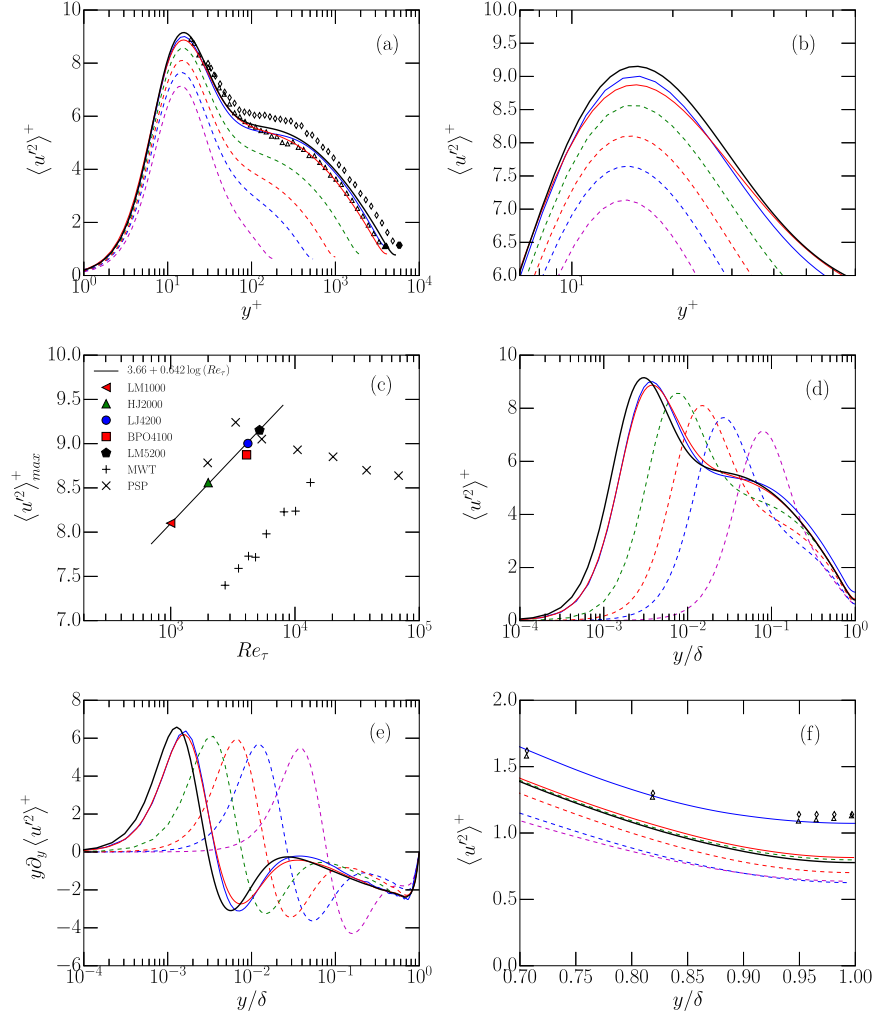 10
8
6
4
2
0
10⁰ 10¹ 10² 10³ 10⁴
y⁺
⟨u′²⟩⁺
(a)
9.5
9.0
8.5
8.0
7.5
7.0
6.5
6.0
10¹
y⁺
⟨u′²⟩⁺
(b)
10.0
9.5
9.0
8.5
8.0
7.5
7.0
10³ 10⁴ 10⁵
Re_τ
⟨u′²⟩⁺_max
(c)
3.66 + 0.642 log (Re_τ)
LM1000
HJ2000
LJ4200
BPO4100
LM5200
MWT
PSP
10
8
6
4
2
0
10⁻⁴ 10⁻³ 10⁻² 10⁻¹ 10⁰
y/δ
⟨u′²⟩⁺
(d)
8
6
4
2
0
−2
−4
−6
10⁻⁴ 10⁻³ 10⁻² 10⁻¹ 10⁰
y/δ
y∂_y ⟨u′²⟩⁺
(e)
2.0
1.5
1.0
0.5
0.0
0.70 0.75 0.80 0.85 0.90 0.95 1.00
y/δ
⟨u′²⟩⁺
(f)